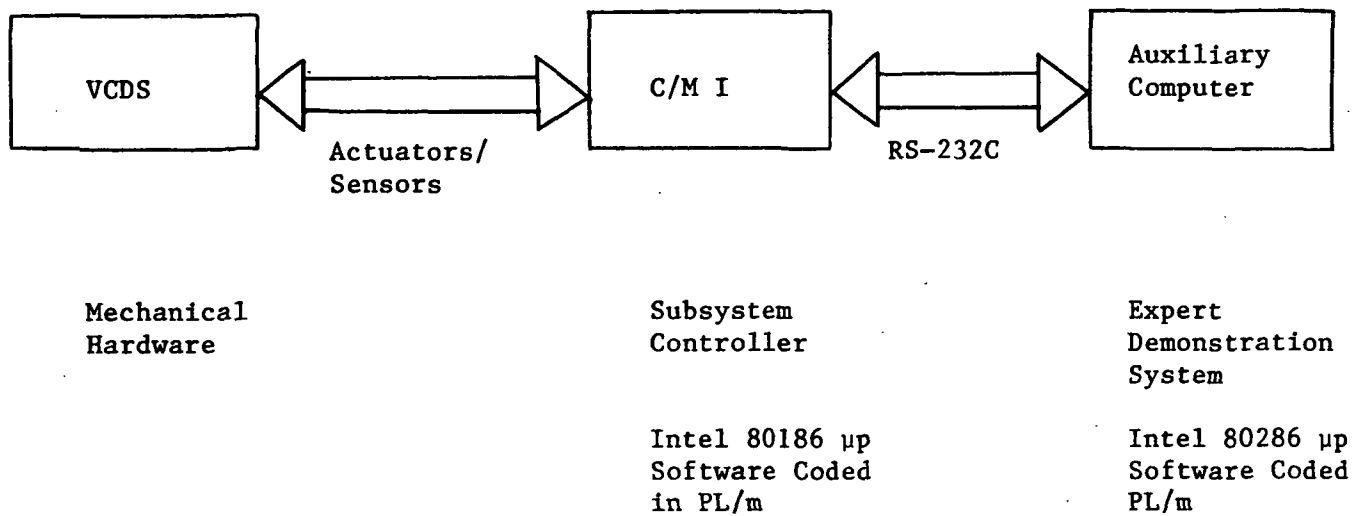 VCDS
Actuators/
Sensors
C/M I
RS-232C
Auxiliary
Computer
Mechanical
Hardware
Subsystem
Controller
Intel 80186 μp
Software Coded
in PL/m
Expert
Demonstration
System
Intel 80286 μp
Software Coded
PL/m